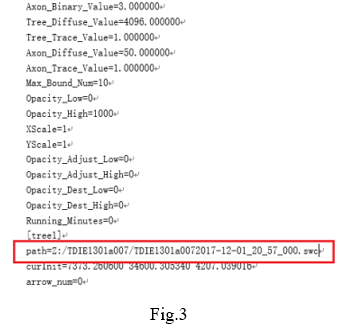 Axon_Binary_Value=3.000000
Tree_Diffuse_Value=4096.000000
Tree_Trace_Value=1.000000
Axon_Diffuse_Value=50.000000
Axon_Trace_Value=1.000000
Max_Bound_Num=10
Opacity_Low=0
Opacity_High=1000
XScale=1
YScale=1
Opacity_Adjust_Low=0
Opacity_Adjust_High=0
Opacity_Dest_Low=0
Opacity_Dest_High=0
Running_Minutes=0
[tree1]
path=Z:/TDIE1301a007/TDIE1301a0072017-12-01_20_57_000.swc
curInit=7373.260600 34600.305340 4207.039016
arrow_num=0
Fig.3